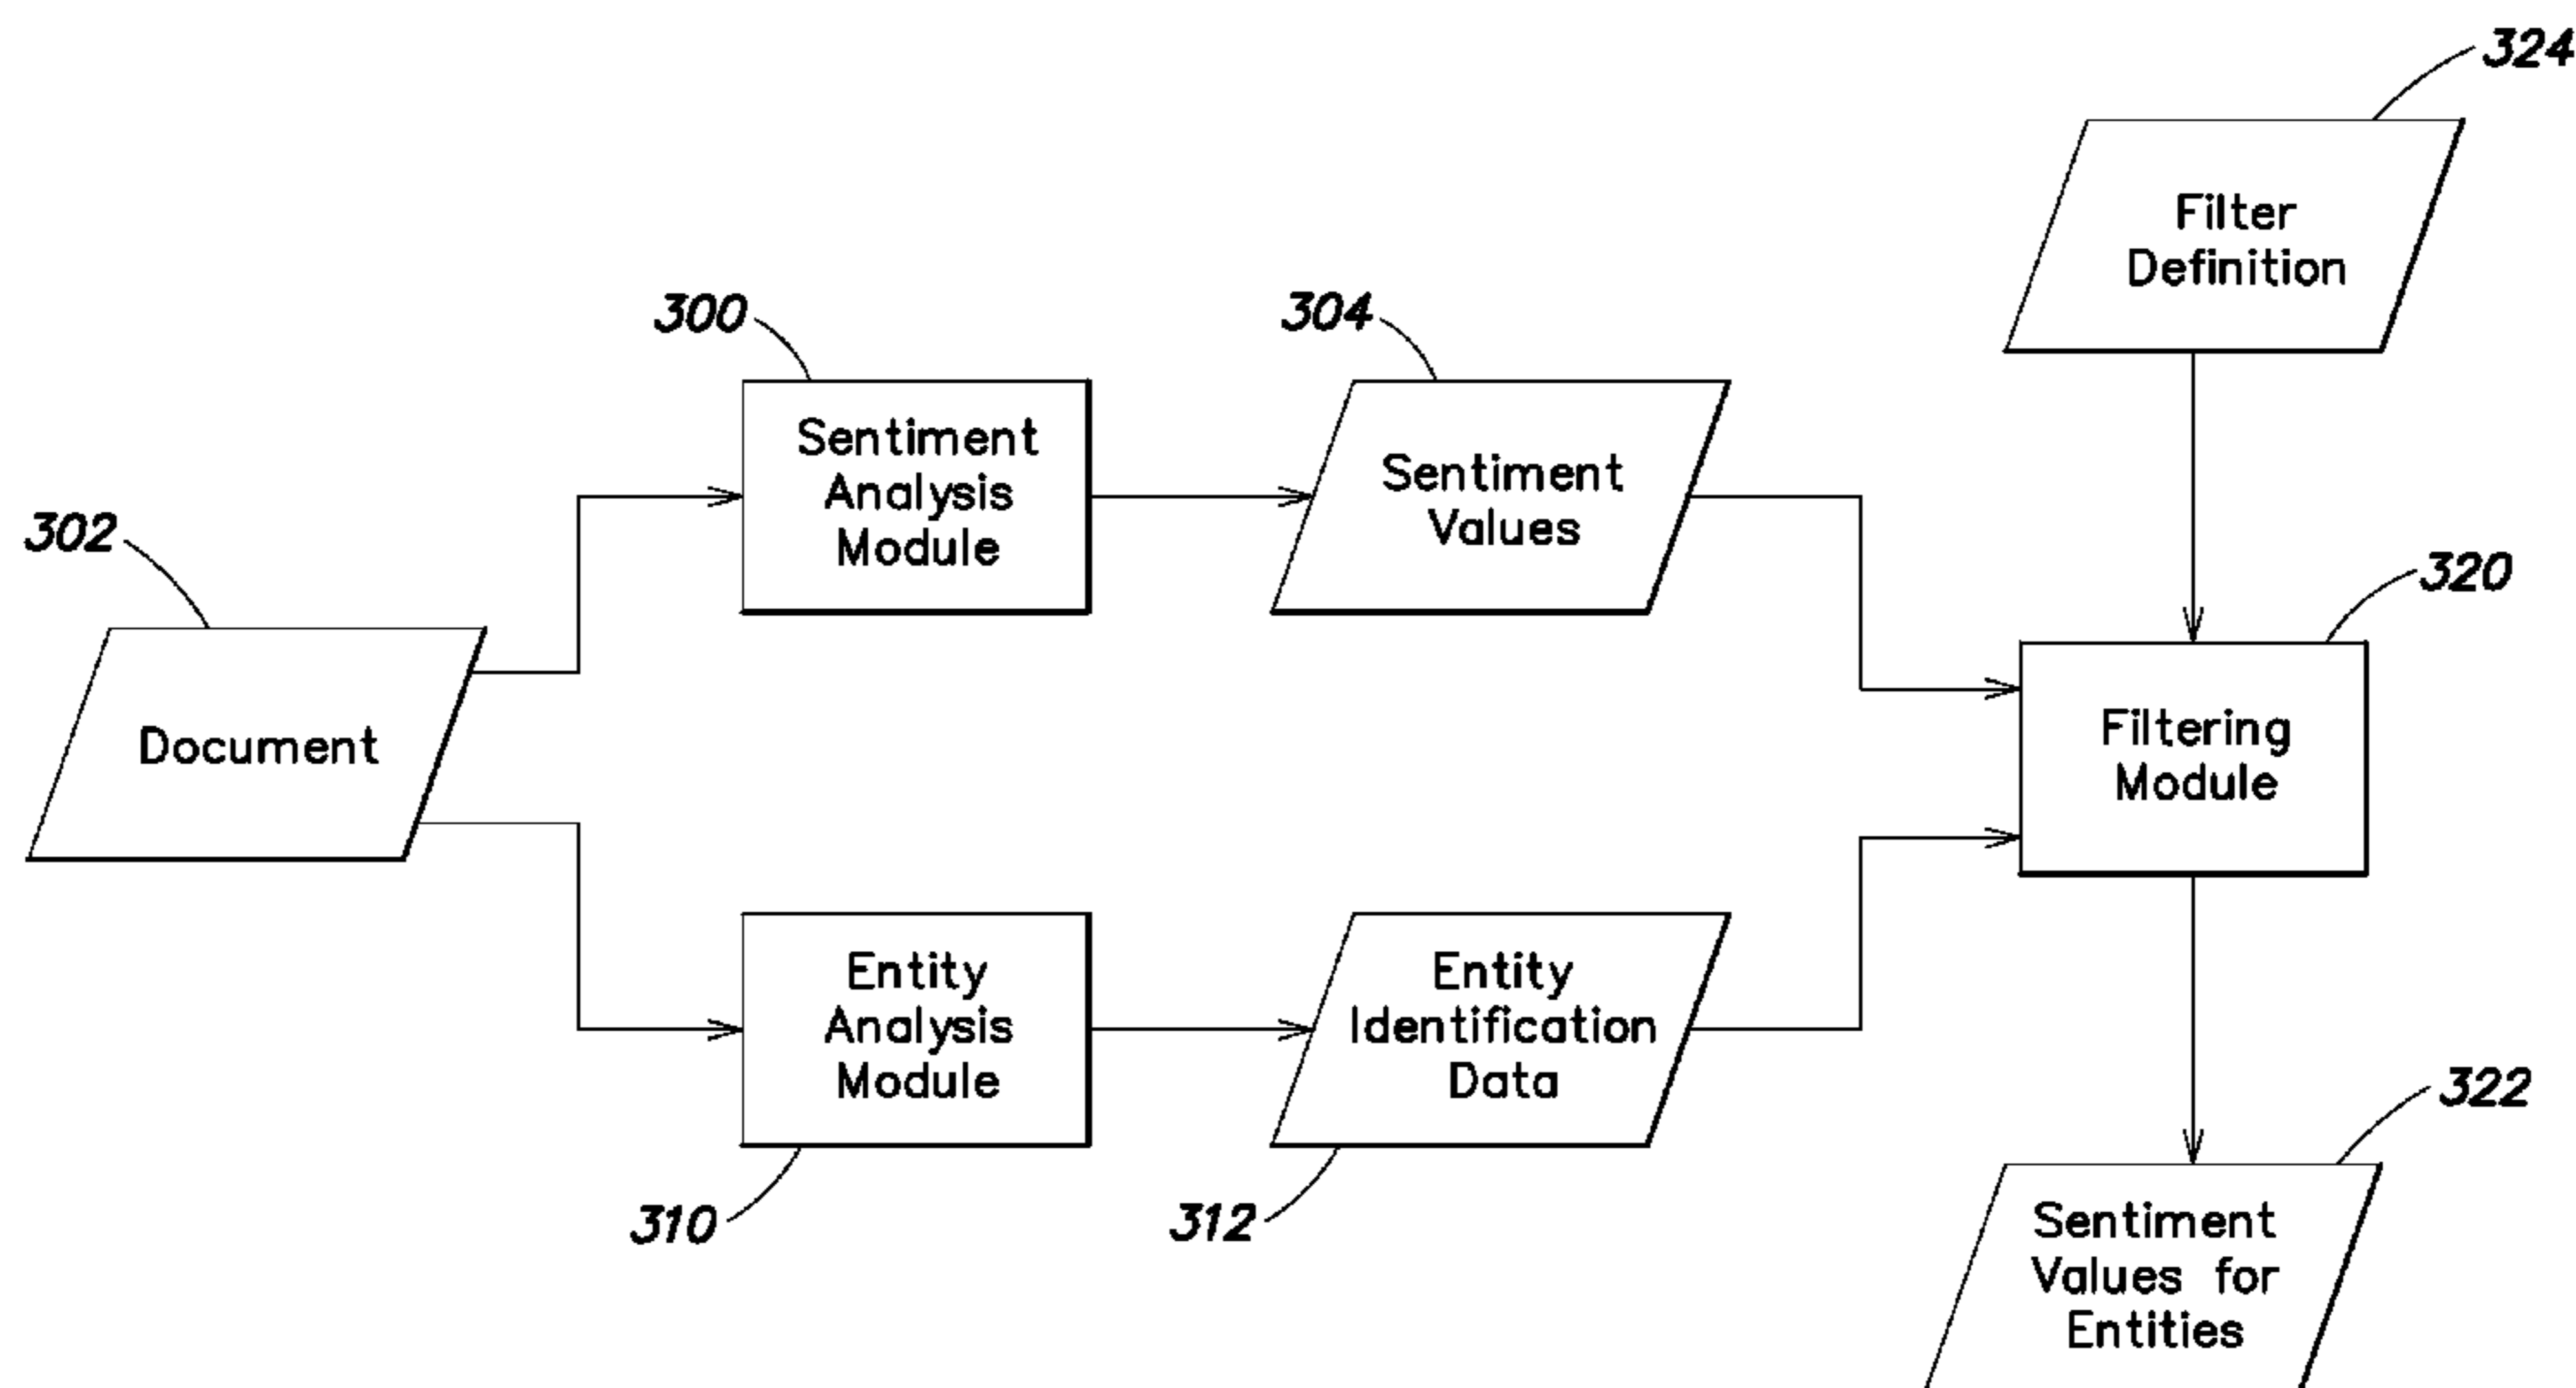 324
Filter
Definition
300
Sentiment
Analysis
Module
304
Sentiment
Values
302
Document
320
Filtering
Module
Entity
Analysis
Module
310
Entity
Identification
Data
312
322
Sentiment
Values for
Entities